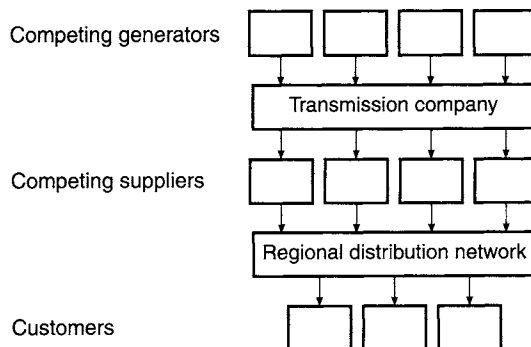 Competing generators
Transmission company
Competing suppliers
Regional distribution network
Customers